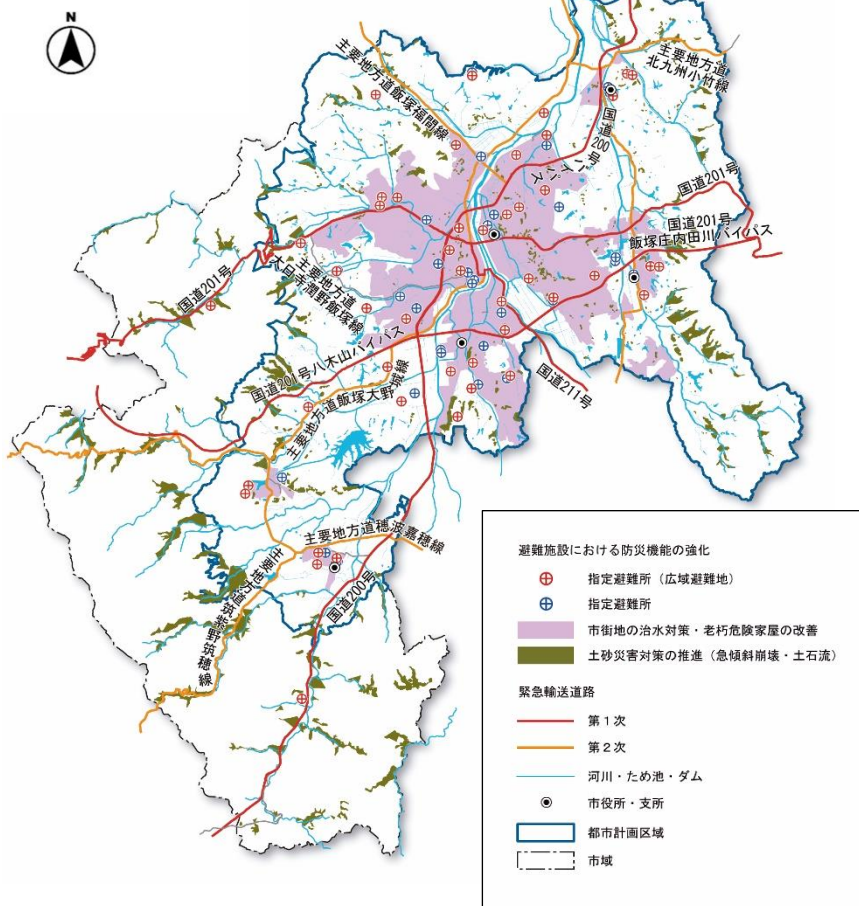 N
主要地方道飯塚福間線
主要地方道
北九州小竹線
国道200
号
バイパス
国道201号
国道201号
飯塚庄内田川バイパス
主要地方道
大日寺潤野飯塚線
国道201号
国道201号八木山バイパス
主要地方道飯塚大野城線
国道211号
主要地方道穂波嘉穂線
主要地方道筑紫野筑穂線
国道200号
避難施設における防災機能の強化
指定避難所（広域避難地）
指定避難所
市街地の治水対策・老朽危険家屋の改善
土砂災害対策の推進（急傾斜崩壊・土石流）
緊急輸送道路
第１次
第２次
河川・ため池・ダム
市役所・支所
都市計画区域
市域